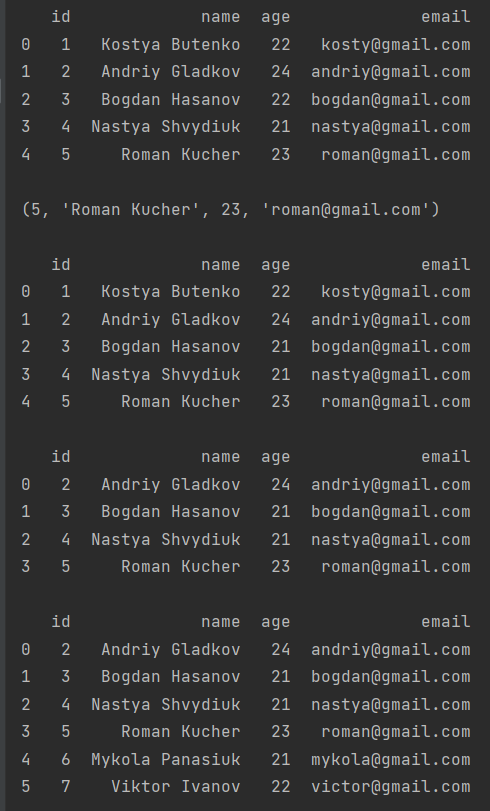 id name age email
0 1 Kostya Butenko 22 kosty@gmail.com
1 2 Andriy Gladkov 24 andriy@gmail.com
2 3 Bogdan Hasanov 22 bogdan@gmail.com
3 4 Nastya Shvydiuk 21 nastya@gmail.com
4 5 Roman Kucher 23 roman@gmail.com
(5, 'Roman Kucher', 23, 'roman@gmail.com')
id name age email
0 1 Kostya Butenko 22 kosty@gmail.com
1 2 Andriy Gladkov 24 andriy@gmail.com
2 3 Bogdan Hasanov 21 bogdan@gmail.com
3 4 Nastya Shvydiuk 21 nastya@gmail.com
4 5 Roman Kucher 23 roman@gmail.com
id name age email
0 2 Andriy Gladkov 24 andriy@gmail.com
1 3 Bogdan Hasanov 21 bogdan@gmail.com
2 4 Nastya Shvydiuk 21 nastya@gmail.com
3 5 Roman Kucher 23 roman@gmail.com
id name age email
0 2 Andriy Gladkov 24 andriy@gmail.com
1 3 Bogdan Hasanov 21 bogdan@gmail.com
2 4 Nastya Shvydiuk 21 nastya@gmail.com
3 5 Roman Kucher 23 roman@gmail.com
4 6 Mykola Panasiuk 21 mykola@gmail.com
5 7 Viktor Ivanov 22 victor@gmail.com